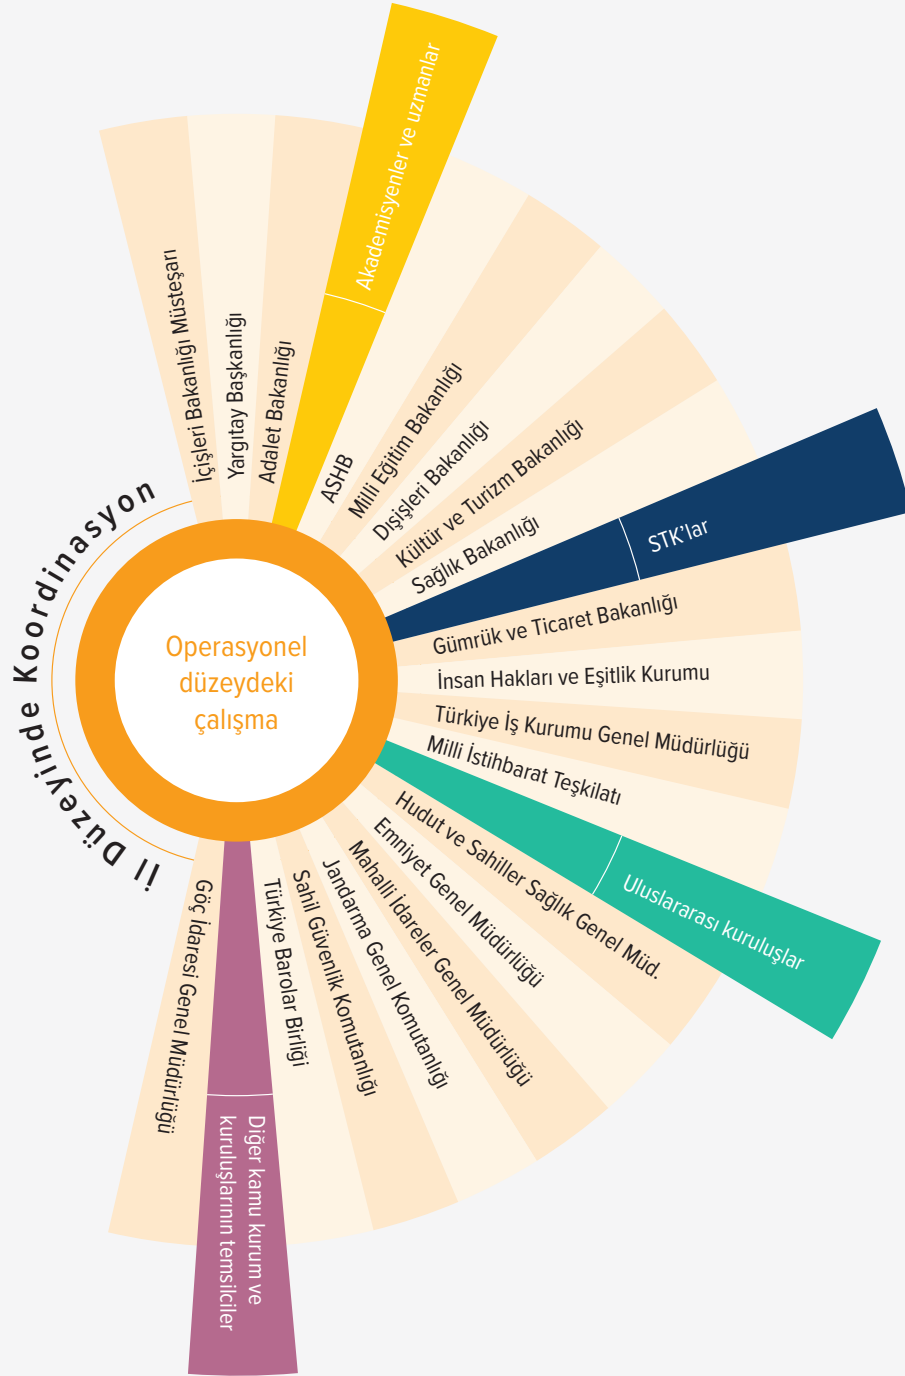 Akademisyenler ve uzmanlar
İçişleri Bakanlığı Müsteşarı
Yargıtay Başkanlığı
Adalet Bakanlığı
ASHB
Milli Eğitim Bakanlığı
Dışişleri Bakanlığı
Kültür ve Turizm Bakanlığı
Sağlık Bakanlığı
STK'lar
Gümrük ve Ticaret Bakanlığı
İnsan Hakları ve Eşitlik Kurumu
Türkiye İş Kurumu Genel Müdürlüğü
Milli İstihbarat Teşkilatı
Uluslararası kuruluşlar
Hudut ve Sahiller Sağlık Genel Müd.
Emniyet Genel Müdürlüğü
Mahalli İdareler Genel Müdürlüğü
Jandarma Genel Komutanlığı
Sahil Güvenlik Komutanlığı
Türkiye Barolar Birliği
Diğer kamu kurum ve
kuruluşlarının temsilciler
Göç İdaresi Genel Müdürlüğü
İl Düzeyinde Koordinasyon
Operasyonel
düzeydeki
çalışma